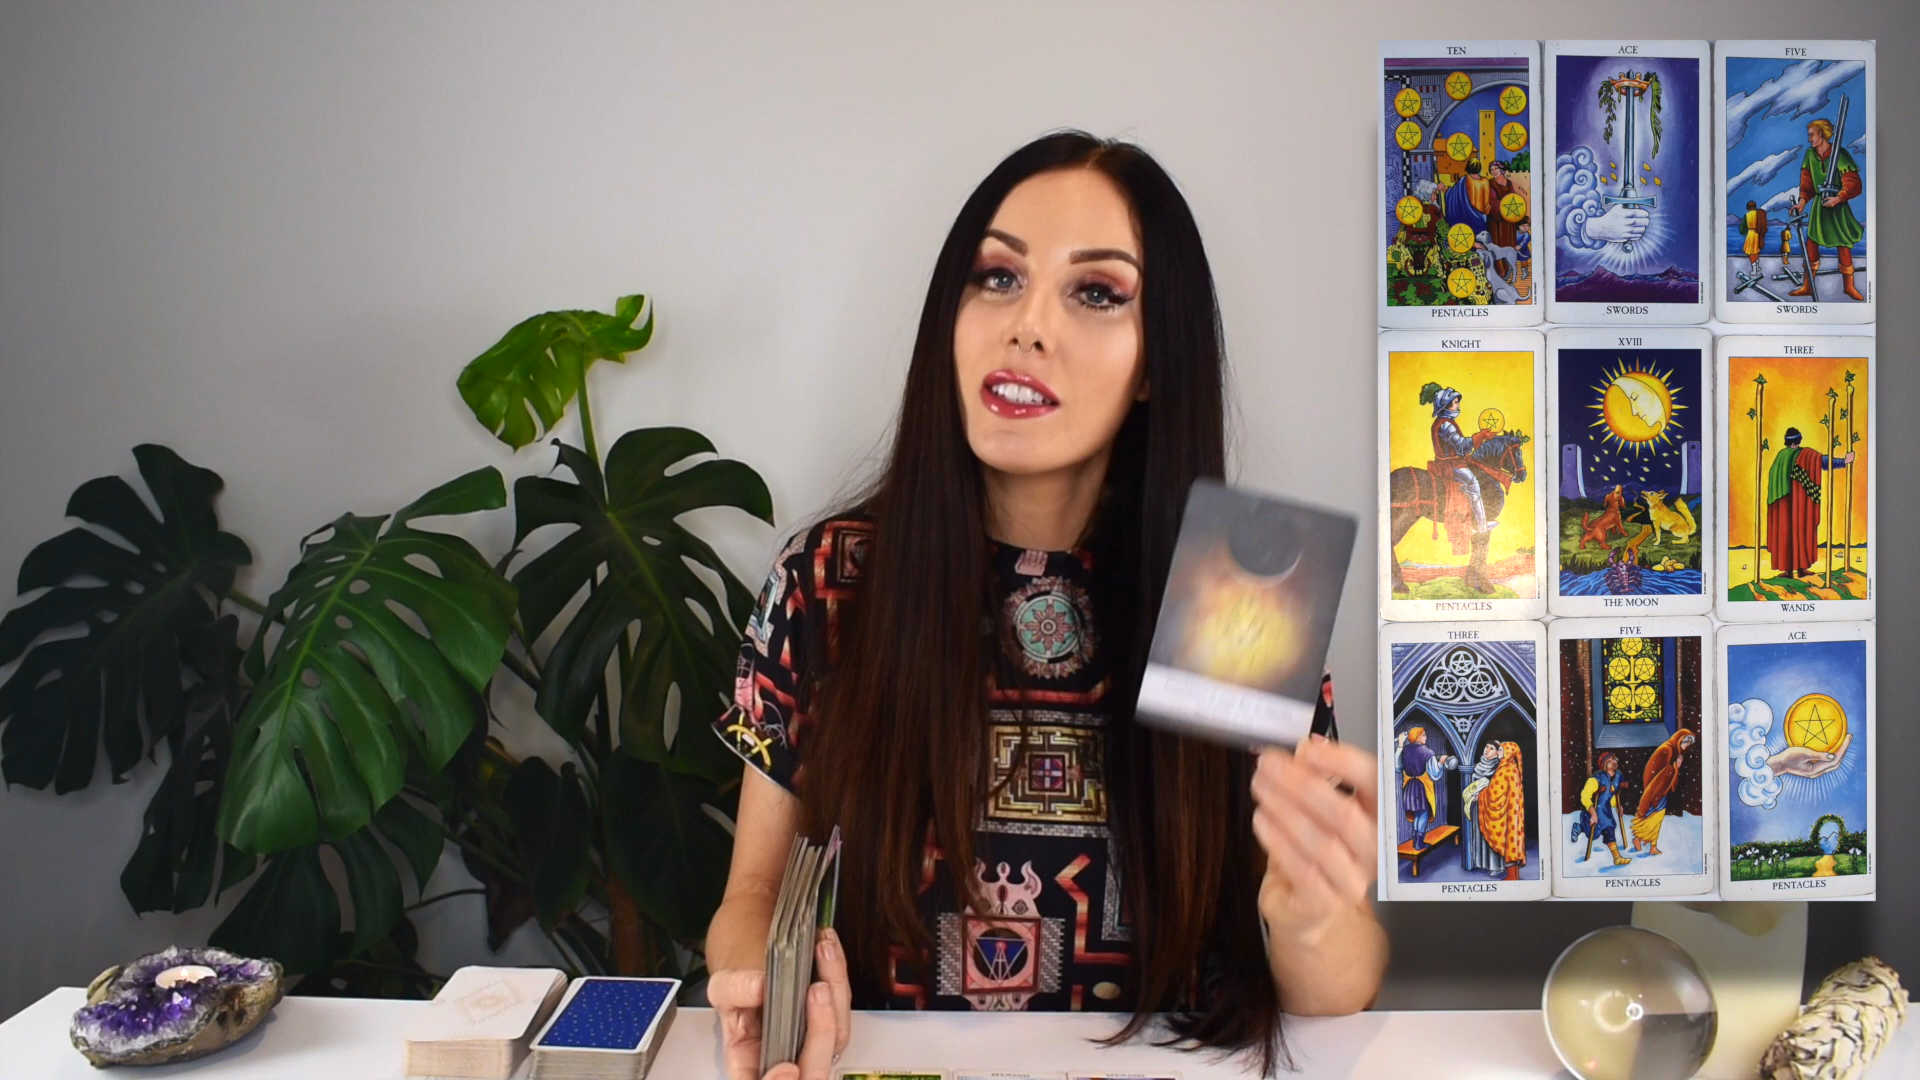 TEN
PENTACLES
ACE
SWORDS
FIVE
SWORDS
KNIGHT
PENTACLES
XVIII
THE MOON
THREE
WANDS
THREE
PENTACLES
FIVE
PENTACLES
ACE
PENTACLES